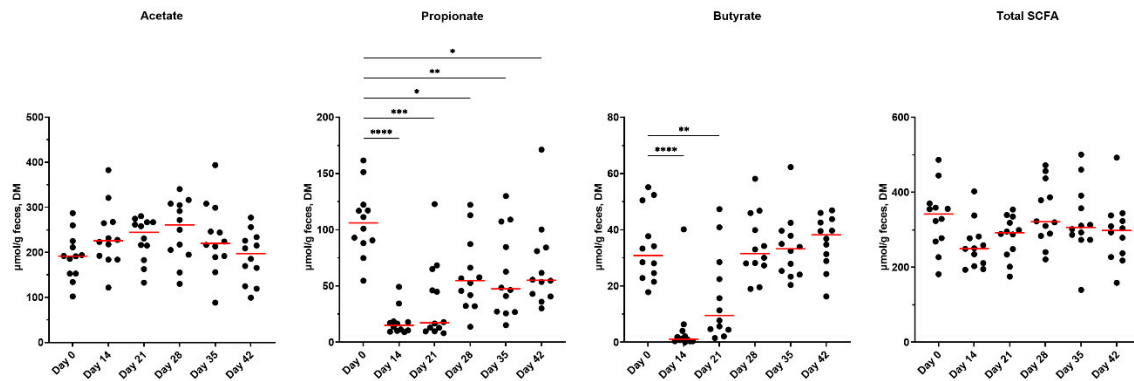 Acetate
µmol/g feces, DM
500
400
300
200
100
0
Day 0
Day 14
Day 21
Day 28
Day 35
Day 42
Propionate
*
**
*
***
****
µmol/g feces, DM
200
150
100
50
0
Day 0
Day 14
Day 21
Day 28
Day 35
Day 42
Butyrate
**
****
µmol/g feces, DM
80
60
40
20
0
Day 0
Day 14
Day 21
Day 28
Day 35
Day 42
Total SCFA
µmol/g feces, DM
600
400
200
0
Day 0
Day 14
Day 21
Day 28
Day 35
Day 42